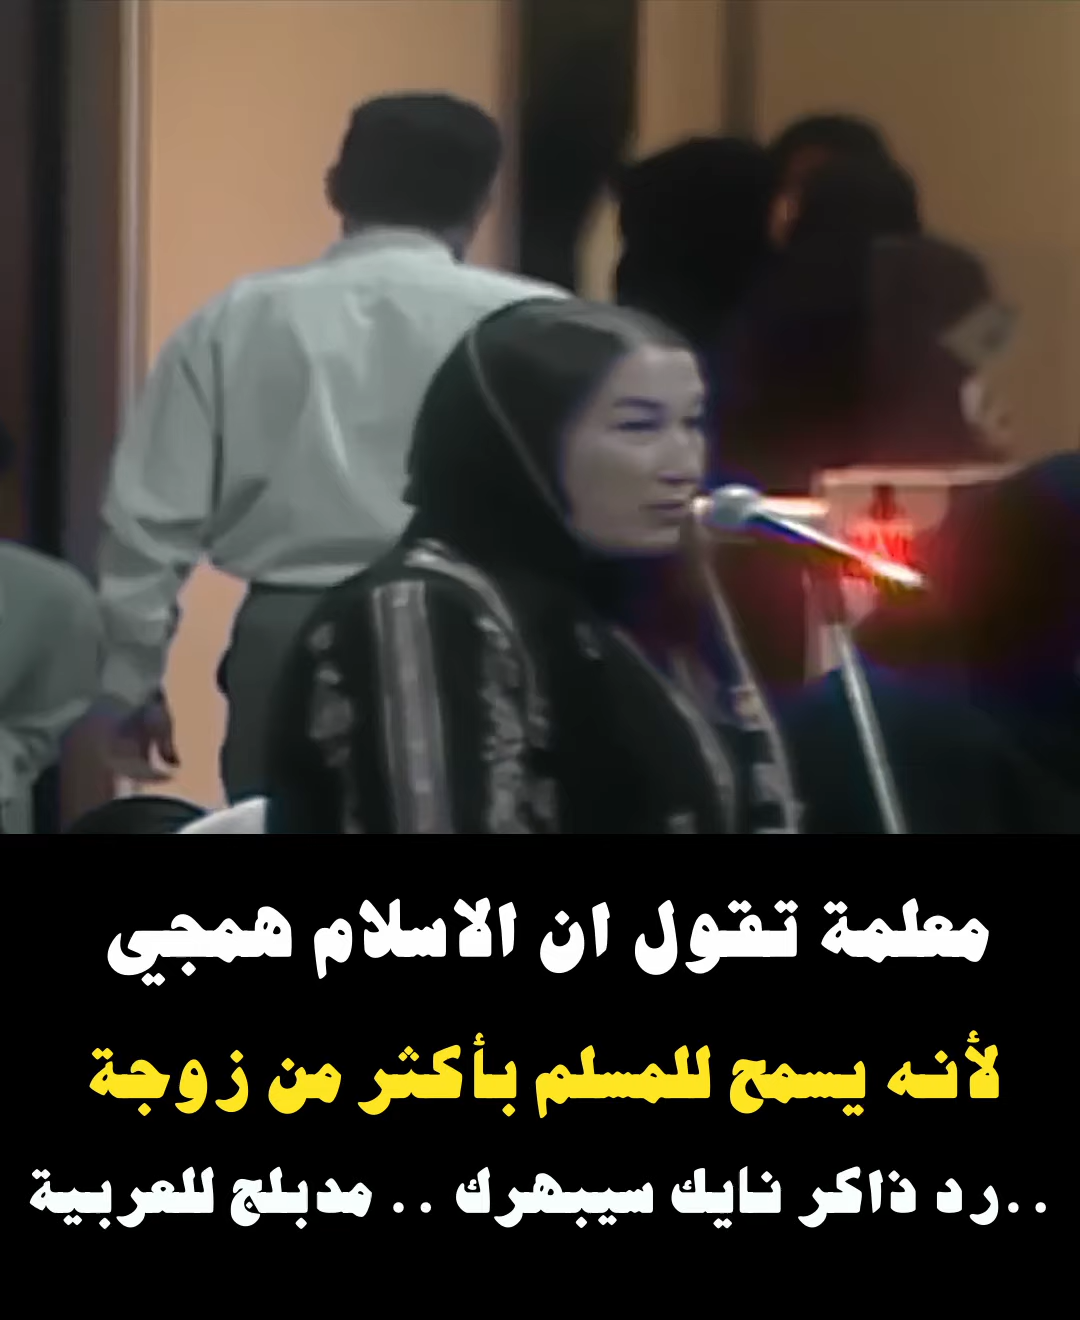 معلمة تقول ان الاسلام همجي
لأنه يسمح للمسلم بأكثر من زوجة
..رد ذاكر نايك سيبهرك .. مدبلج للعربية